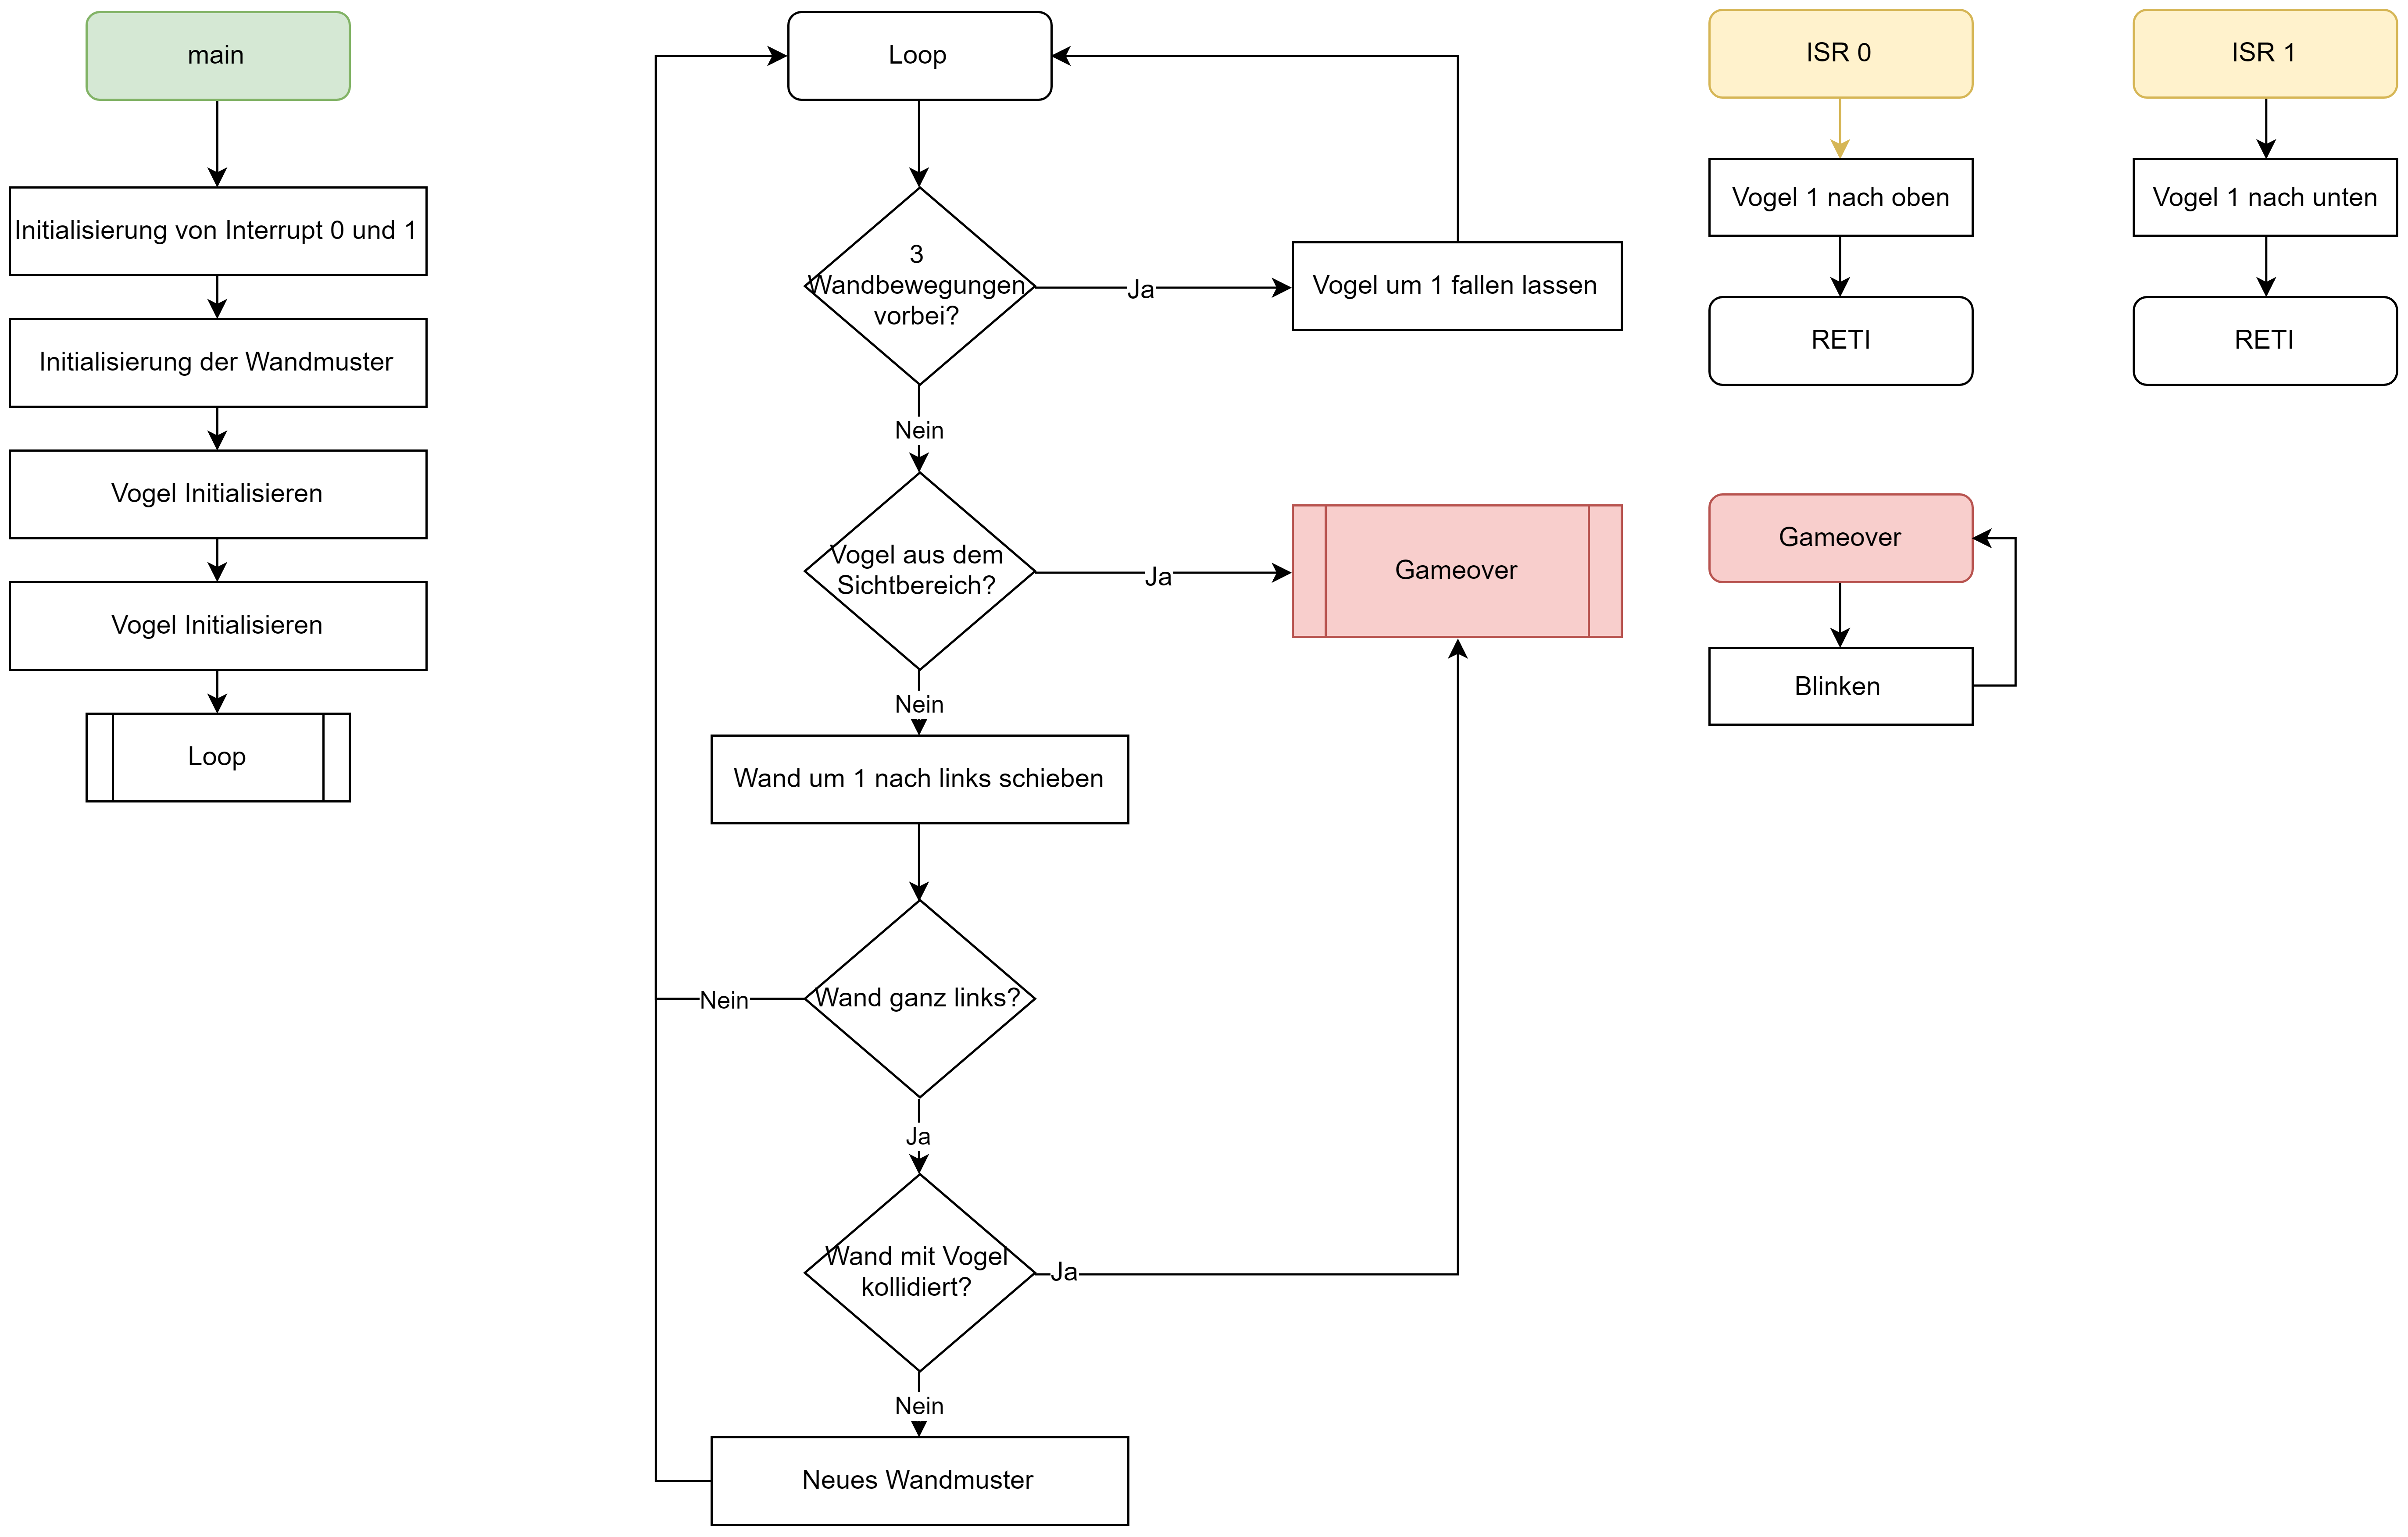 main
Initialisierung von Interrupt 0 und 1
Initialisierung der Wandmuster
Vogel Initialisieren
Vogel Initialisieren
Loop
Loop
3
Wandbewegungen
vorbei?
Ja
Vogel um 1 fallen lassen
Nein
Vogel aus dem
Sichtbereich?
Ja
Gameover
Nein
Wand um 1 nach links schieben
Wand ganz links?
Nein
Ja
Wand mit Vogel
kollidiert?
Ja
Nein
Neues Wandmuster
ISR 0
Vogel 1 nach oben
RETI
ISR 1
Vogel 1 nach unten
RETI
Gameover
Blinken